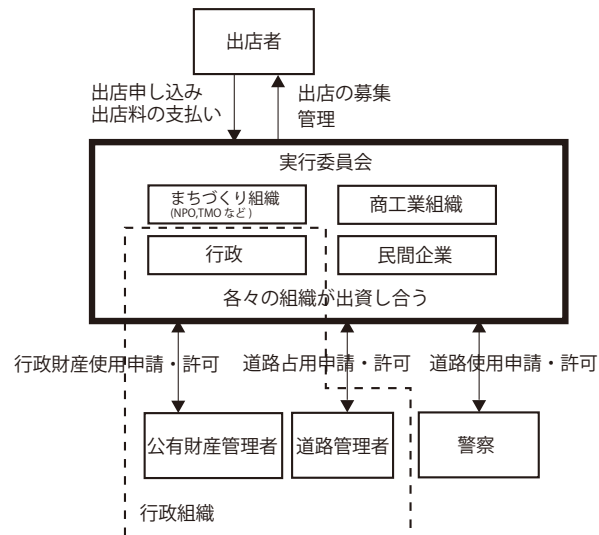 出店者
出店申し込み
出店料の支払い
出店の募集
管理
実行委員会
まちづくり組織
(NPO,TMO など )
商工業組織
行政
民間企業
各々の組織が出資し合う
行政財産使用申請・許可
道路占用申請・許可
道路使用申請・許可
公有財産管理者
道路管理者
警察
行政組織